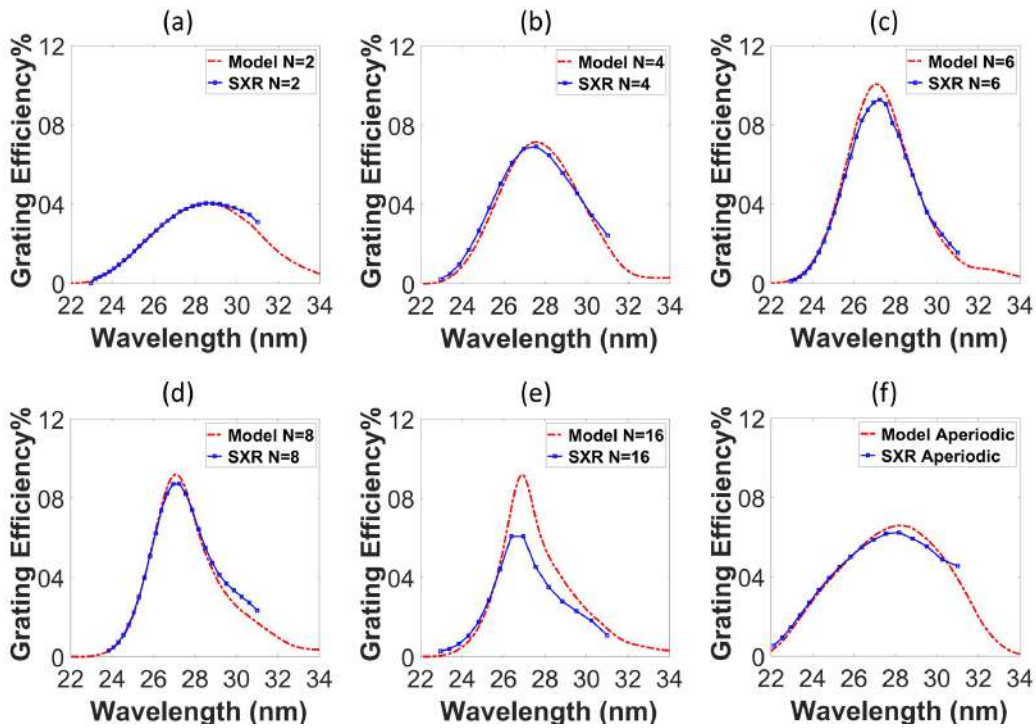 (a)
(b)
(c)
Grating Efficiency%
12
08
04
0
Model N=2
SXR N=2
22 24 26 28 30 32 34
Wavelength (nm)
Grating Efficiency%
12
08
04
0
Model N=4
SXR N=4
22 24 26 28 30 32 34
Wavelength (nm)
Grating Efficiency%
12
08
04
0
Model N=6
SXR N=6
22 24 26 28 30 32 34
Wavelength (nm)
(d)
(e)
(f)
Grating Efficiency%
12
08
04
0
Model N=8
SXR N=8
22 24 26 28 30 32 34
Wavelength (nm)
Grating Efficiency%
12
08
04
0
Model N=16
SXR N=16
22 24 26 28 30 32 34
Wavelength (nm)
Grating Efficiency%
12
08
04
0
Model Aperiodic
SXR Aperiodic
22 24 26 28 30 32 34
Wavelength (nm)